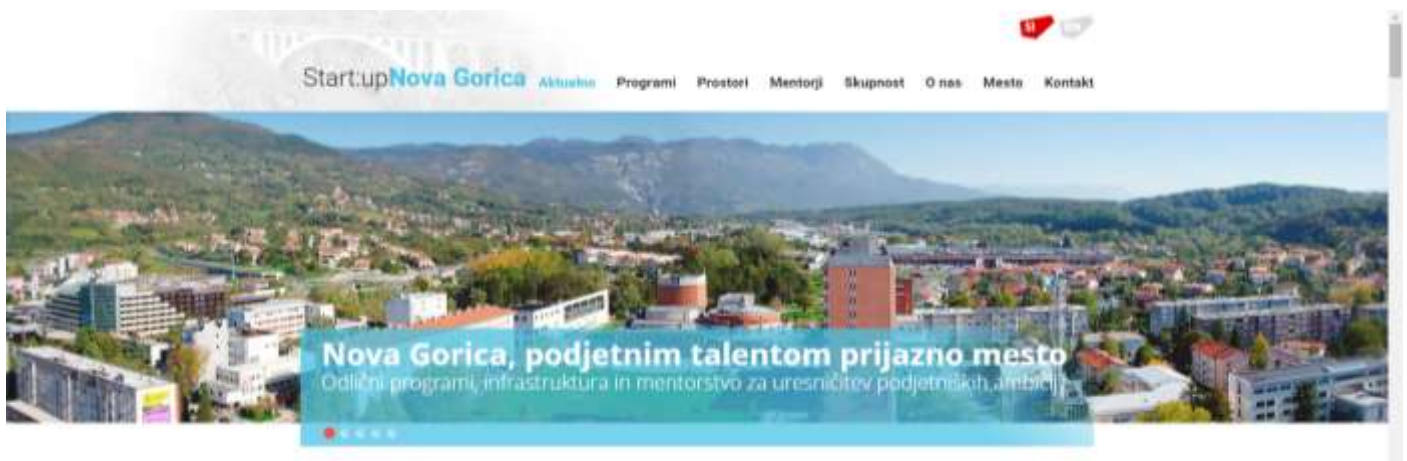 SI
Start:upNova Gorica Aktualno Programi Prostori Mentorji Skupnost O nas Mesto Kontakt
Nova Gorica, podjetnim talentom prijazno mesto
Odlični programi, infrastruktura in mentorstvo za uresničitev podjetniških ambicij